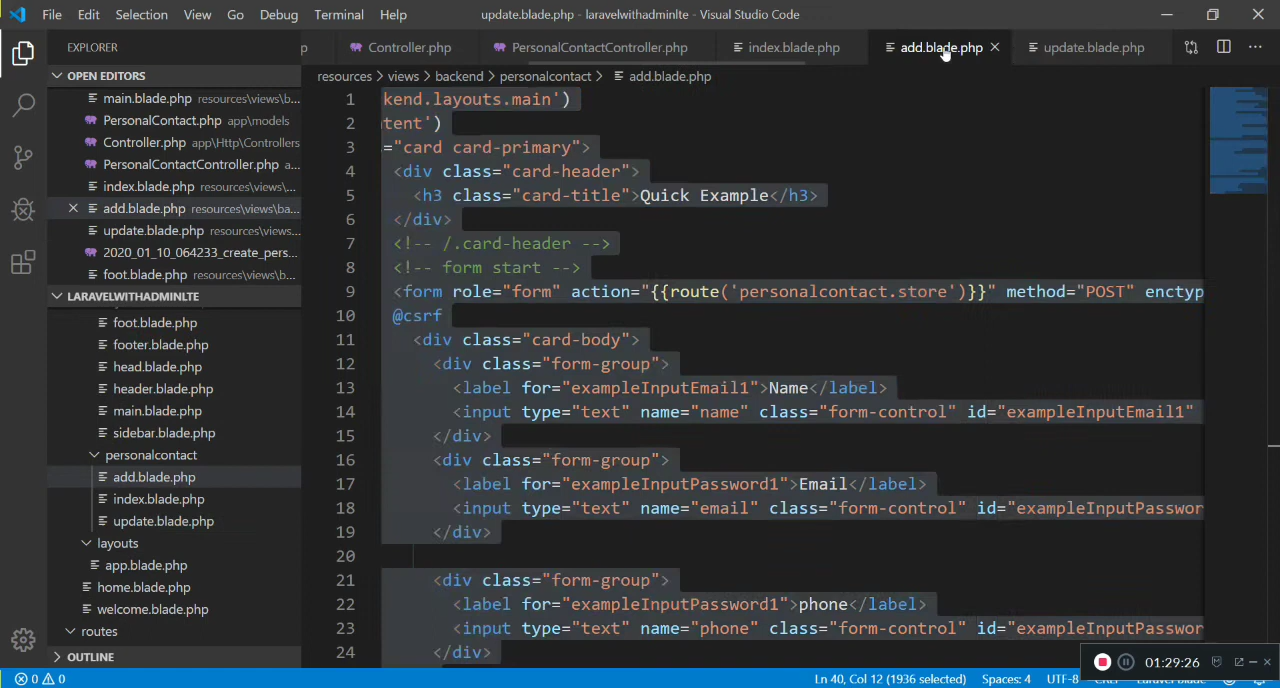 File Edit Selection View Go Debug Terminal Help update.blade.php - laravelwithadminlte - Visual Studio Code
EXPLORER
p Controller.php PersonalContactController.php index.blade.php add.blade.php update.blade.php
OPEN EDITORS
main.blade.php resources\views\b...
PersonalContact.php app\models
Controller.php app\Http\Controllers
PersonalContactController.php a...
index.blade.php resources\views\...
add.blade.php resources\views\ba...
update.blade.php resources\views...
2020_01_10_064233_create_pers...
foot.blade.php resources\views\b...
LARAVELWITHADMINLTE
foot.blade.php
footer.blade.php
head.blade.php
header.blade.php
main.blade.php
sidebar.blade.php
personalcontact
add.blade.php
index.blade.php
update.blade.php
layouts
app.blade.php
home.blade.php
welcome.blade.php
routes
OUTLINE
resources > views > backend > personalcontact > add.blade.php
1 kend.layouts.main')
2 tent')
3 ="card card-primary">
4 <div class="card-header">
5 <h3 class="card-title">Quick Example</h3>
6 </div>
7 <!-- /.card-header -->
8 <!-- form start -->
9 <form role="form" action="{{route('personalcontact.store')}}" method="POST" enctyp
10 @csrf
11 <div class="card-body">
12 <div class="form-group">
13 <label for="exampleInputEmail1">Name</label>
14 <input type="text" name="name" class="form-control" id="exampleInputEmail1"
15 </div>
16 <div class="form-group">
17 <label for="exampleInputPassword1">Email</label>
18 <input type="text" name="email" class="form-control" id="exampleInputPasswor
19 </div>
20
21 <div class="form-group">
22 <label for="exampleInputPassword1">phone</label>
23 <input type="text" name="phone" class="form-control" id="exampleInputPasswor
24 </div>
01:29:26
0 0 Ln 40, Col 12 (1936 selected) Spaces: 4 UTF-8